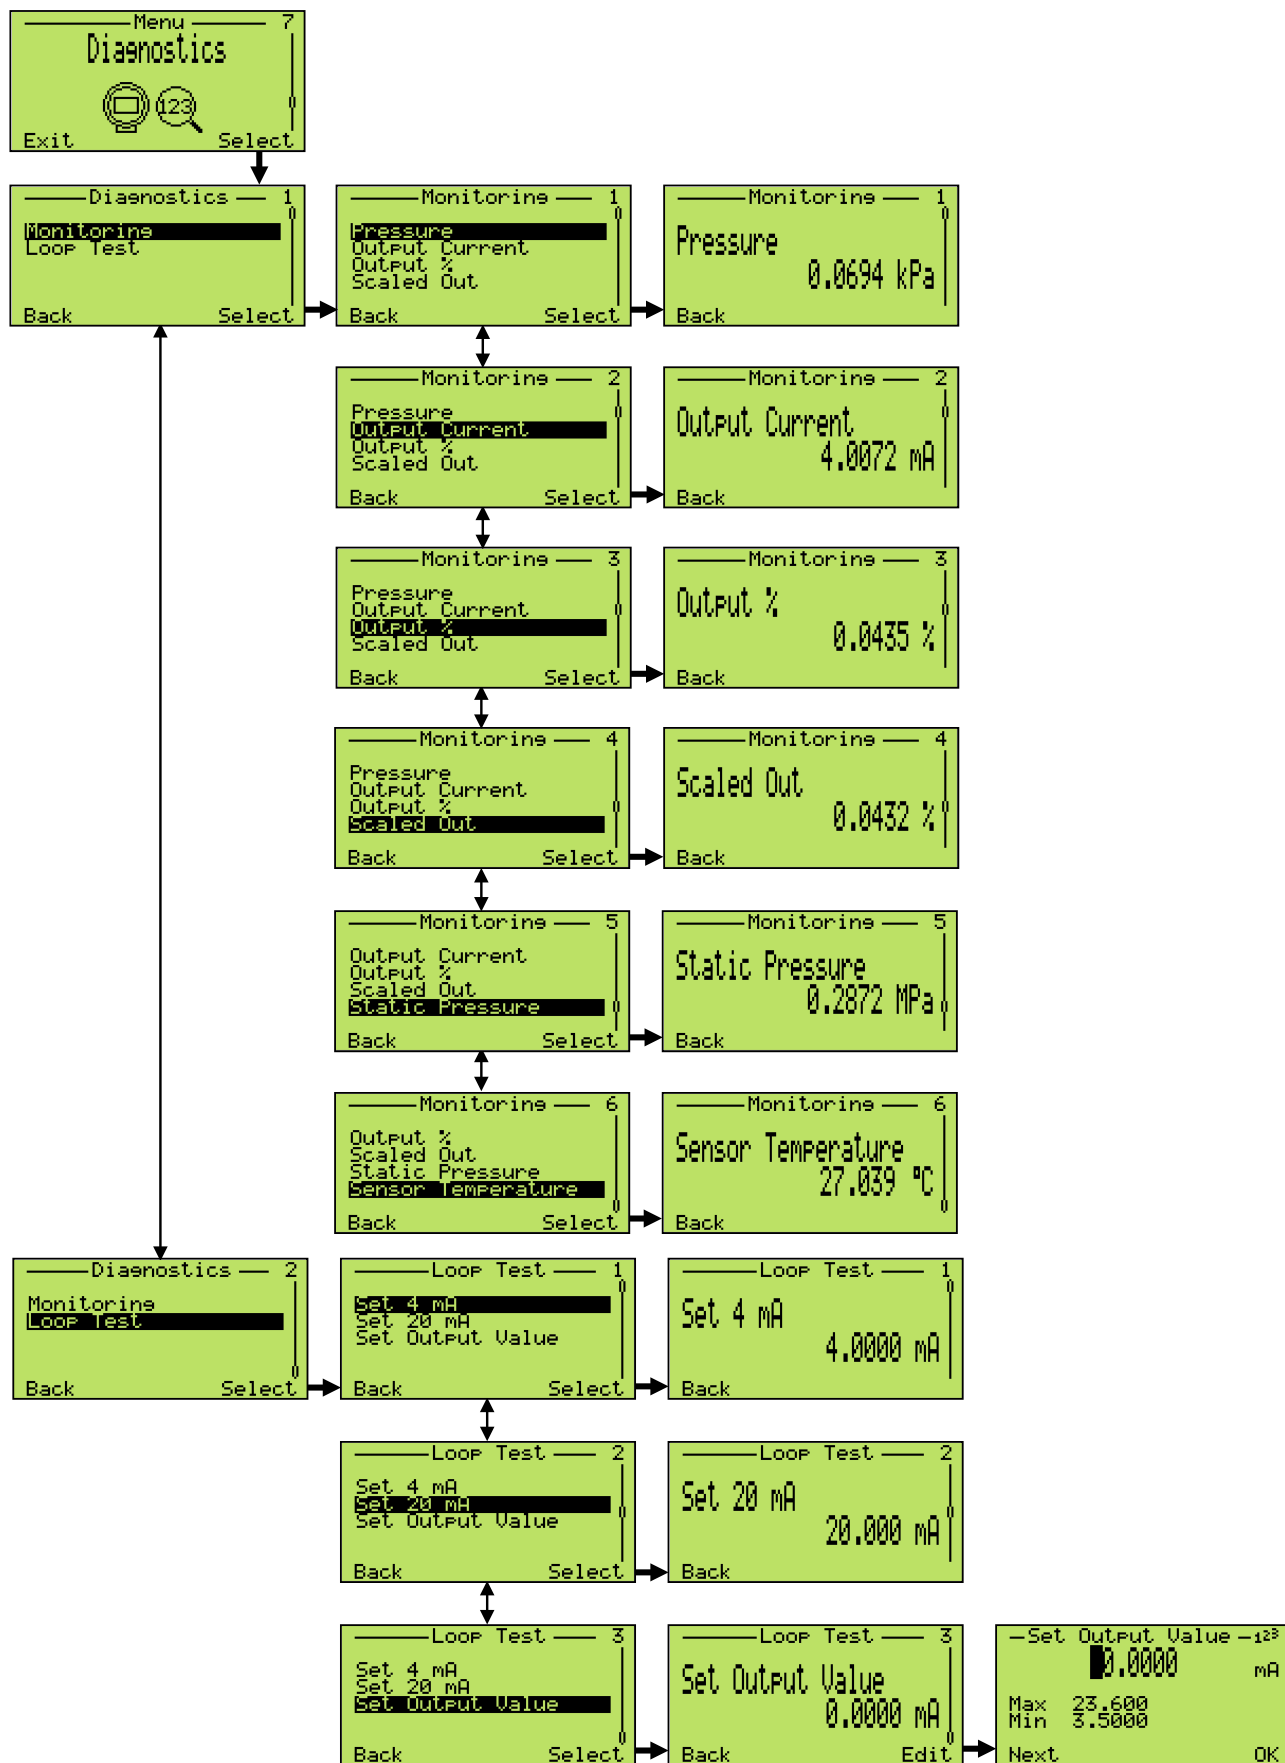 Menu 7
Diagnostics
123
Exit Select
Diagnostics 1
Monitoring
Loop Test
Back Select
Monitoring 1
Pressure
Output Current
Output %
Scaled Out
Back Select
Monitoring 1
Pressure
0.0694 kPa
Back
Monitoring 2
Pressure
Output Current
Output %
Scaled Out
Back Select
Monitoring 2
Output Current
4.0072 mA
Back
Monitoring 3
Pressure
Output Current
Output %
Scaled Out
Back Select
Monitoring 3
Output %
0.0435 %
Back
Monitoring 4
Pressure
Output Current
Output %
Scaled Out
Back Select
Monitoring 4
Scaled Out
0.0432 %
Back
Monitoring 5
Output Current
Output %
Scaled Out
Static Pressure
Back Select
Monitoring 5
Static Pressure
0.2872 MPa
Back
Monitoring 6
Output %
Scaled Out
Static Pressure
Sensor Temperature
Back Select
Monitoring 6
Sensor Temperature
27.039 °C
Back
Diagnostics 2
Monitoring
Loop Test
Back Select
Loop Test 1
Set 4 mA
Set 20 mA
Set Output Value
Back Select
Loop Test 1
Set 4 mA
4.0000 mA
Back
Loop Test 2
Set 4 mA
Set 20 mA
Set Output Value
Back Select
Loop Test 2
Set 20 mA
20.000 mA
Back
Loop Test 3
Set 4 mA
Set 20 mA
Set Output Value
Back Select
Loop Test 3
Set Output Value
0.0000 mA
Back Edit
Set Output Value 123
0.0000 mA
Max 23.600
Min 3.5000
Next OK